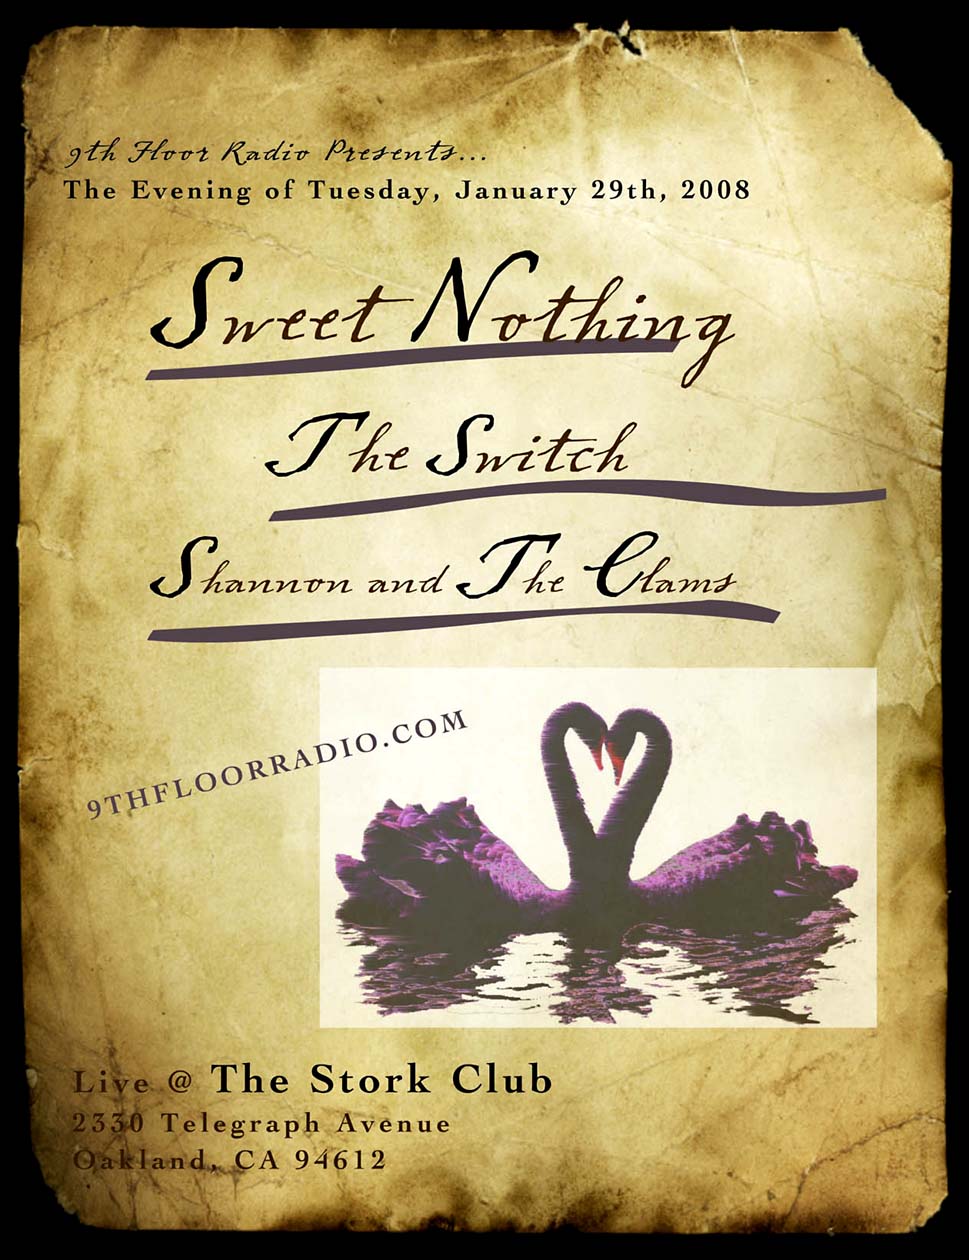 9th Floor Radio Presents...
The Evening of Tuesday, January 29th, 2008
Sweet Nothing
The Switch
Shannon and The Clams
9THFLOORRADIO.COM
Live @ The Stork Club
2330 Telegraph Avenue
Oakland, CA 94612